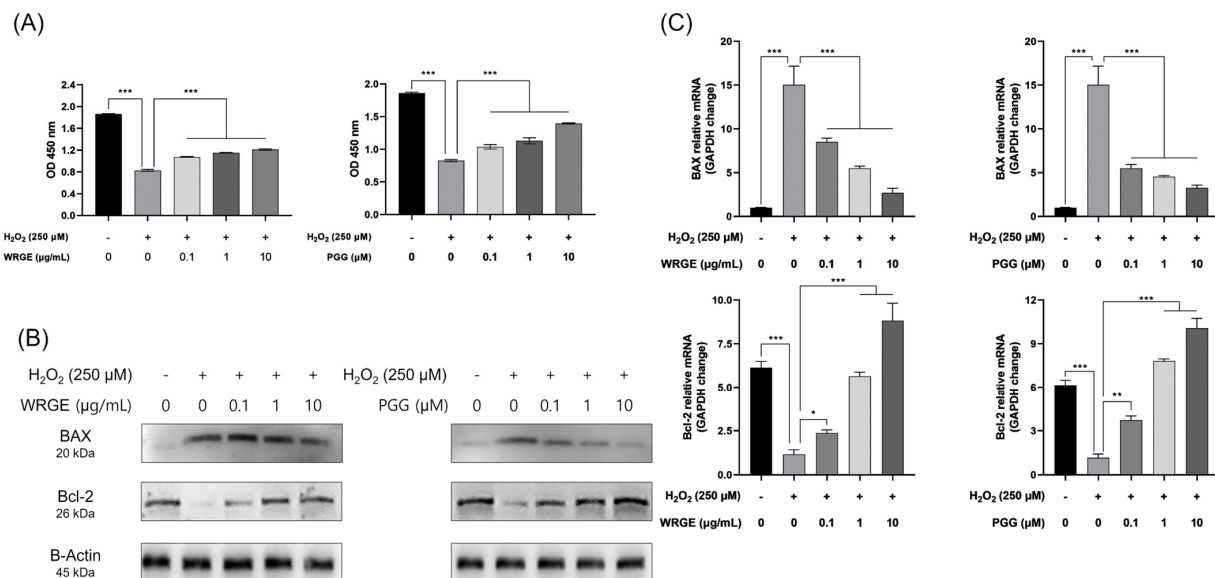 (A)
***
***
OD 450 nm
2.4
1.8
1.2
0.8
0.0
H₂O₂ (250 μM) - + + + +
WRGE (μg/mL) 0 0 0.1 1 10
***
***
OD 450 nm
2.0
1.5
1.0
0.5
0.0
H₂O₂ (250 μM) - + + + +
PGG (μM) 0 0 0.1 1 10
(B)
H₂O₂ (250 μM) - + + + +
WRGE (μg/mL) 0 0 0.1 1 10
H₂O₂ (250 μM) - + + + +
PGG (μM) 0 0 0.1 1 10
BAX
20 kDa
Bcl-2
26 kDa
B-Actin
45 kDa
(C)
***
***
BAX relative mRNA
(GAPDH change)
20
15
10
5
0
H₂O₂ (250 μM) - + + + +
WRGE (μg/mL) 0 0 0.1 1 10
***
***
BAX relative mRNA
(GAPDH change)
20
15
10
5
0
H₂O₂ (250 μM) - + + + +
PGG (μM) 0 0 0.1 1 10
***
***
*
Bcl-2 relative mRNA
(GAPDH change)
10.0
7.5
5.0
2.5
0.0
H₂O₂ (250 μM) - + + + +
WRGE (μg/mL) 0 0 0.1 1 10
***
***
**
Bcl-2 relative mRNA
(GAPDH change)
12
9
6
3
0
H₂O₂ (250 μM) - + + + +
PGG (μM) 0 0 0.1 1 10